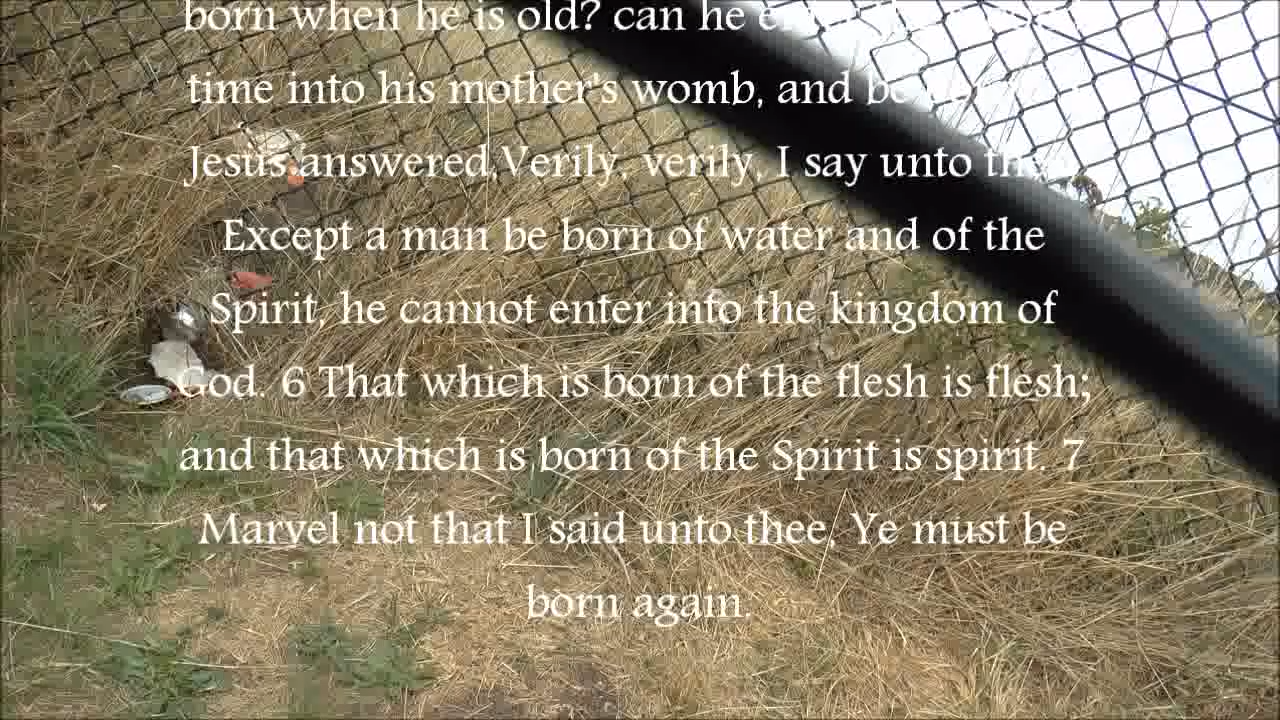 born when he is old? can he
time into his mother's womb, and be
Jesus answered,Verily, verily, I say unto
Except a man be born of water and of the
Spirit, he cannot enter into the kingdom of
God. 6 That which is born of the flesh is flesh;
and that which is born of the Spirit is spirit. 7
Marvel not that I said unto thee, Ye must be
born again.